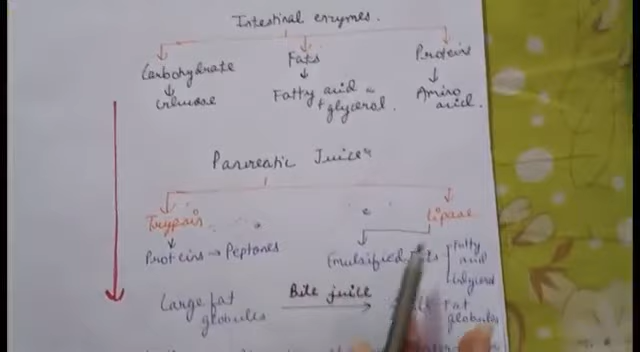 Intestinal enzymes.
Carbohydrate
Glucose
Fats
Fatty acid
+ glycerol.
Proteins
Amino
acid.
Pancreatic Juice"
Trypsin
Lipase
Proteins → Peptones
Emulsified
Fatty
acid
Glycerol
Large fat
globules
Bile juice
fat
globules